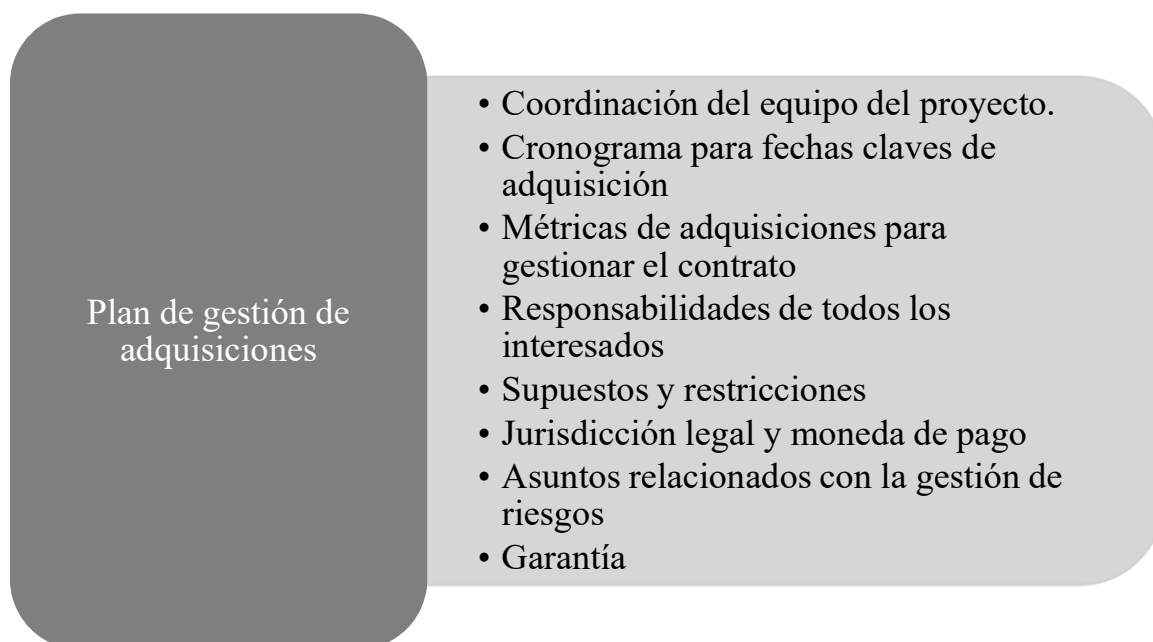 Plan de gestión de
adquisiciones
• Coordinación del equipo del proyecto.
• Cronograma para fechas claves de
adquisición
• Métricas de adquisiciones para
gestionar el contrato
• Responsabilidades de todos los
interesados
• Supuestos y restricciones
• Jurisdicción legal y moneda de pago
• Asuntos relacionados con la gestión de
riesgos
• Garantía